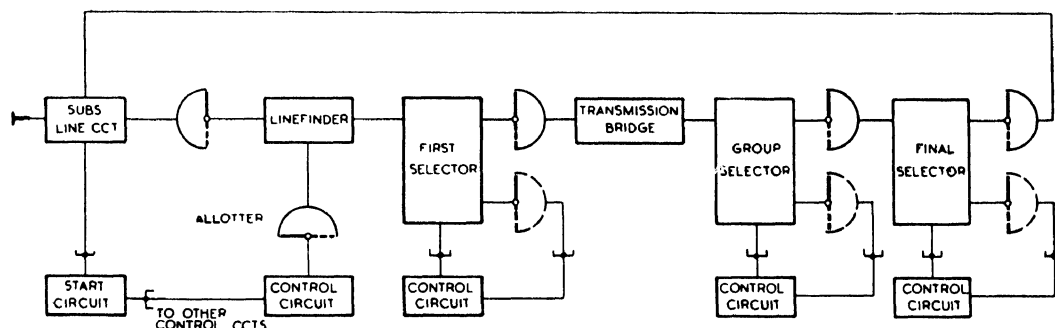 SUBS
LINE CCT
LINEFINDER
FIRST
SELECTOR
TRANSMISSION
BRIDGE
GROUP
SELECTOR
FINAL
SELECTOR
ALLOTTER
START
CIRCUIT
TO OTHER
CONTROL CCTS
CONTROL
CIRCUIT
CONTROL
CIRCUIT
CONTROL
CIRCUIT
CONTROL
CIRCUIT